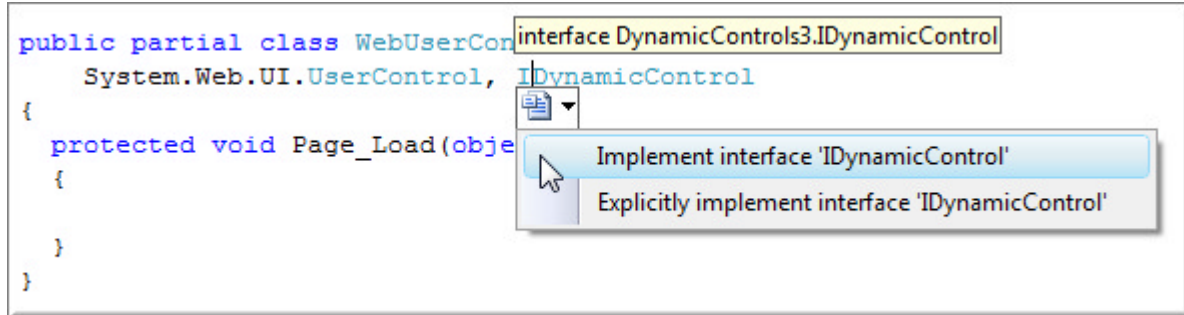 public partial class WebUserCon
interface DynamicControls3.IDynamicControl
System.Web.UI.UserControl, IDynamicControl
{
protected void Page_Load(obje
Implement interface 'IDynamicControl'
{
Explicitly implement interface 'IDynamicControl'
}
}